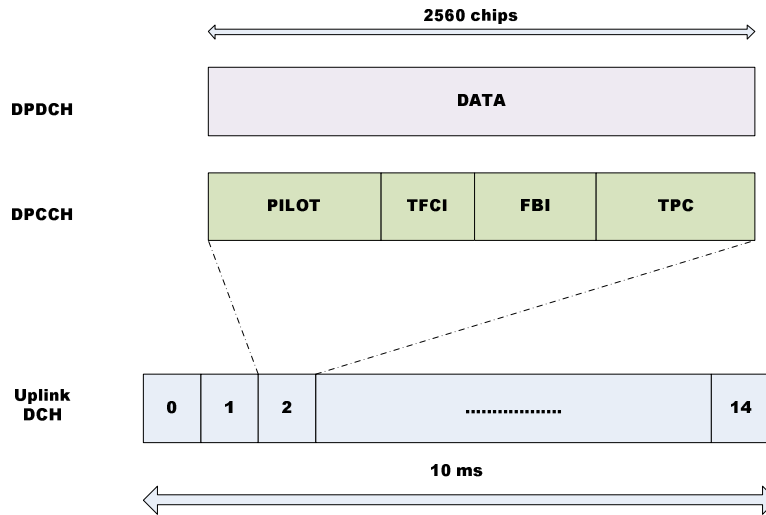 2560 chips
DPDCH
DATA
DPCCH
PILOT TFCI FBI TPC
Uplink
DCH
0 1 2 .................. 14
10 ms